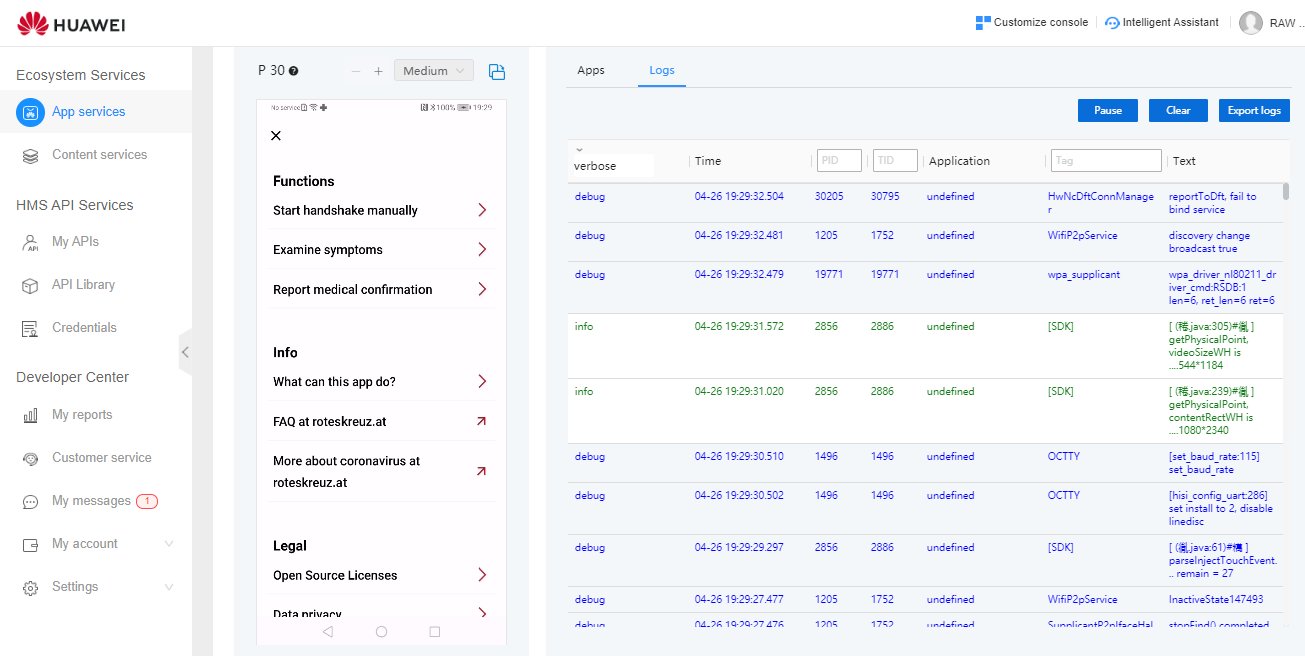 HUAWEI
Customize console
Intelligent Assistant
RAW ...
Ecosystem Services
App services
Content services
HMS API Services
My APIs
API Library
Credentials
Developer Center
My reports
Customer service
My messages 1
My account
Settings
P 30 ?
Medium
No service 100% 19:29
Functions
Start handshake manually
Examine symptoms
Report medical confirmation
Info
What can this app do?
FAQ at roteskreuz.at
More about coronavirus at
roteskreuz.at
Legal
Open Source Licenses
Data privacy
Apps Logs
Pause Clear Export logs
verbose Time PID TID Application Tag Text
debug 04-26 19:29:32.504 30205 30795 undefined HwNcDftConnManage reportToDft, fail to
r bind service
debug 04-26 19:29:32.481 1205 1752 undefined WifiP2pService discovery change
broadcast true
debug 04-26 19:29:32.479 19771 19771 undefined wpa_supplicant wpa_driver_nl80211_dr
iver_cmd:RSDB:1
len=6, ret_len=6 ret=6
info 04-26 19:29:31.572 2856 2886 undefined [SDK] [ (.java:305)# ]
getPhysicalPoint,
videoSizeWH is
....544*1184
info 04-26 19:29:31.020 2856 2886 undefined [SDK] [ (.java:239)# ]
getPhysicalPoint,
contentRectWH is
....1080*2340
debug 04-26 19:29:30.510 1496 1496 undefined OCTTY [set_baud_rate:115]
set_baud_rate
debug 04-26 19:29:30.502 1496 1496 undefined OCTTY [hisi_config_uart:286]
set install to 2, disable
linedisc
debug 04-26 19:29:29.297 2856 2886 undefined [SDK] [ (.java:61)# ]
parseInjectTouchEvent.
.. remain = 27
debug 04-26 19:29:27.477 1205 1752 undefined WifiP2pService InactiveState147493
debug 04-26 19:29:27.476 1205 1752 undefined SupplicantP2pIfaceHal stopFind() completed